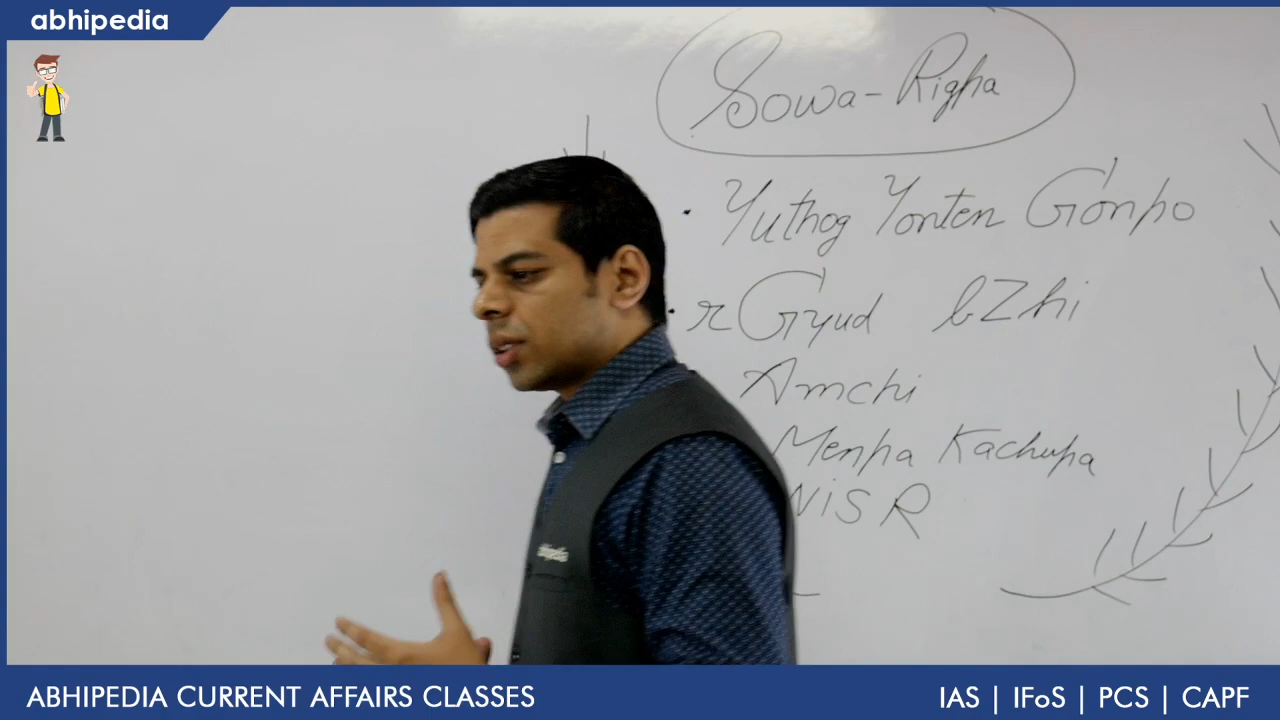 abhipedia
Sowa-Rigpa
• Yuthog Yonten Gonpo
• rGyud bZhi
Amchi
Menpa Kachupa
NiSR
abhipedia
ABHIPEDIA CURRENT AFFAIRS CLASSES
IAS | IFoS | PCS | CAPF